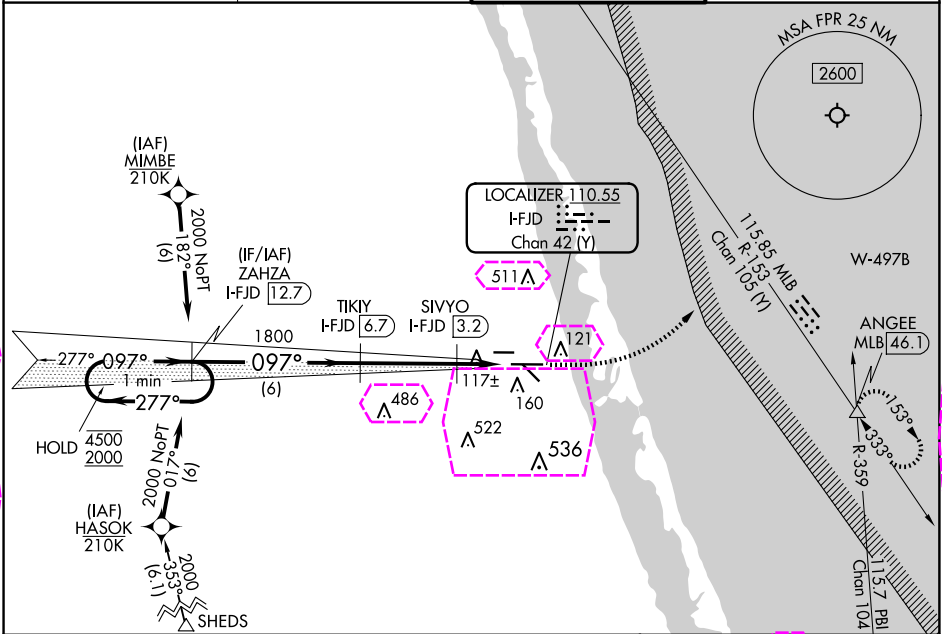 MSA FPR 25 NM
2600
(IAF)
MIMBE
210K
2000 NoPT
182°
(6)
(IF/IAF)
ZAHZA
I-FJD 12.7
LOCALIZER 110.55
I-FJD
Chan 42 (Y)
511
115.85 MLB
R-153
Chan 105 (Y)
W-497B
TIKIY
I-FJD 6.7
SIVYO
I-FJD 3.2
121
ANGEE
MLB 46.1
1800
277° 097°
097°
(6)
1 min
277°
117±
160
486
522
536
HOLD 4500
2000
2000 NoPT
017°
(6)
(IAF)
HASOK
210K
2000
353°
(6.1)
SHEDS
153°
333°
R-359
115.7 PBI
Chan 104